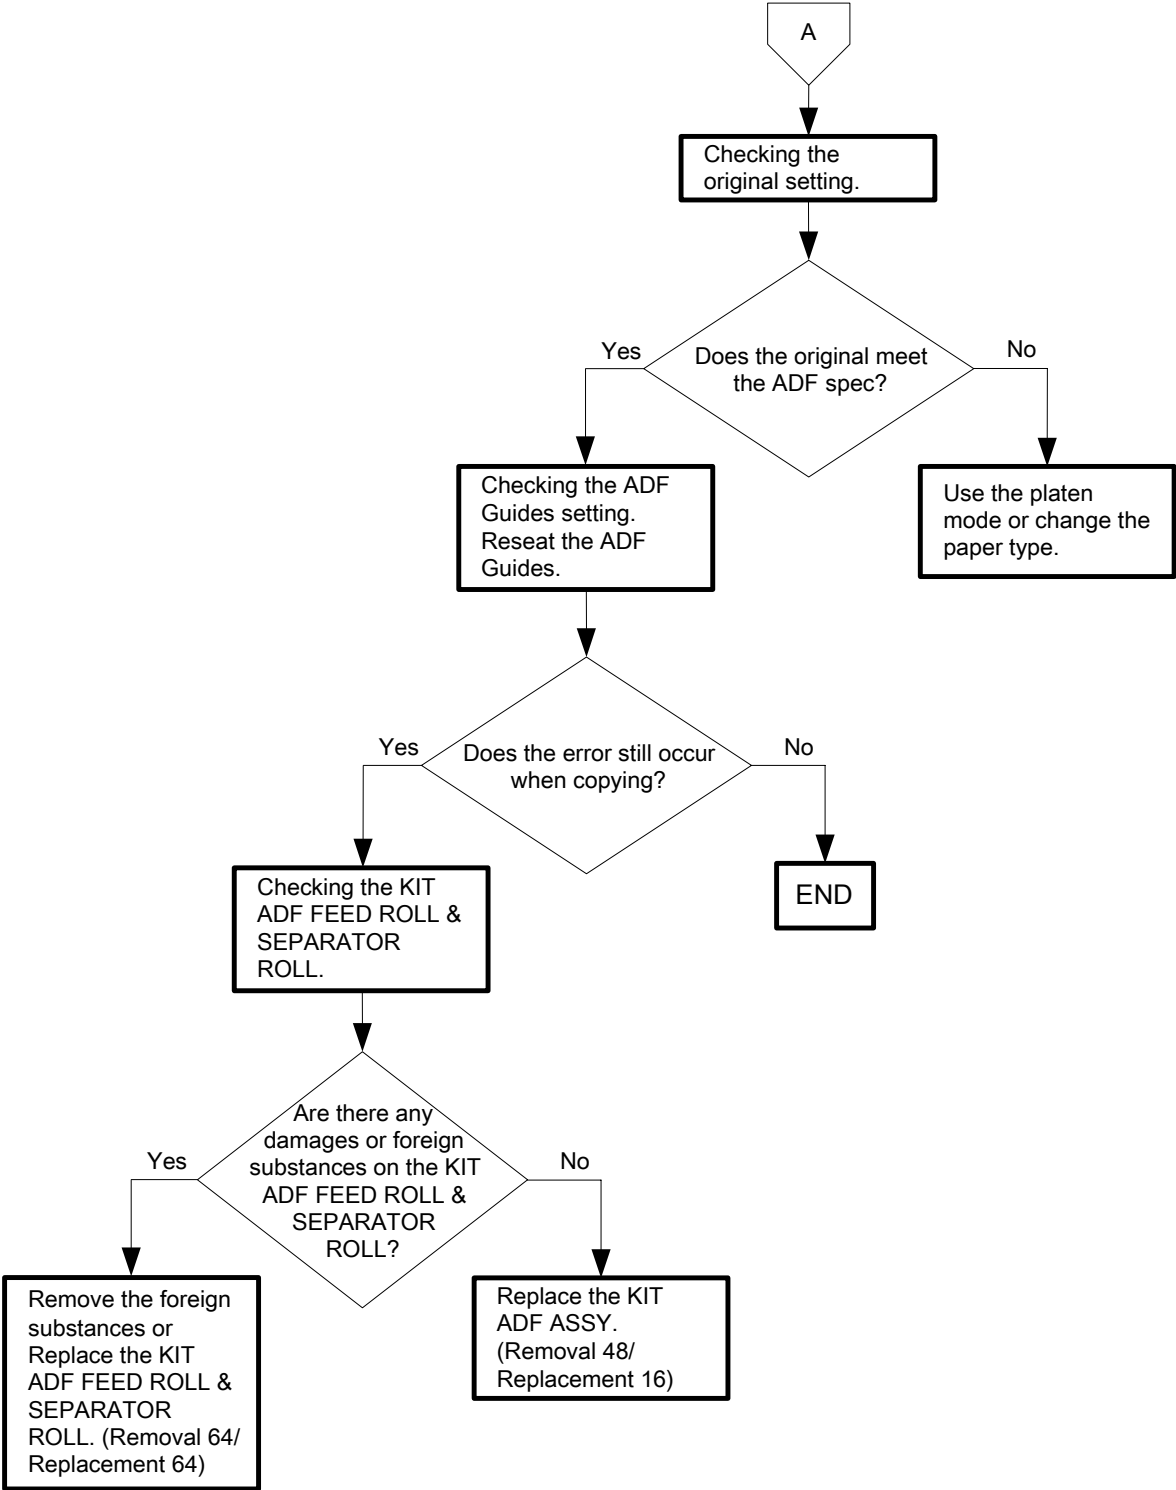 A
Checking the
original setting.
Does the original meet
the ADF spec?
Yes
No
Checking the ADF
Guides setting.
Reseat the ADF
Guides.
Use the platen
mode or change the
paper type.
Does the error still occur
when copying?
Yes
No
Checking the KIT
ADF FEED ROLL &
SEPARATOR
ROLL.
END
Are there any
damages or foreign
substances on the KIT
ADF FEED ROLL &
SEPARATOR
ROLL?
Yes
No
Remove the foreign
substances or
Replace the KIT
ADF FEED ROLL &
SEPARATOR
ROLL. (Removal 64/
Replacement 64)
Replace the KIT
ADF ASSY.
(Removal 48/
Replacement 16)